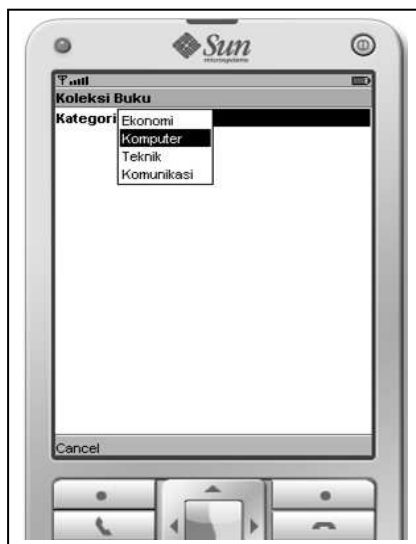 Sun
microsystems
Koleksi Buku
Kategori
Ekonomi
Komputer
Teknik
Komunikasi
Cancel